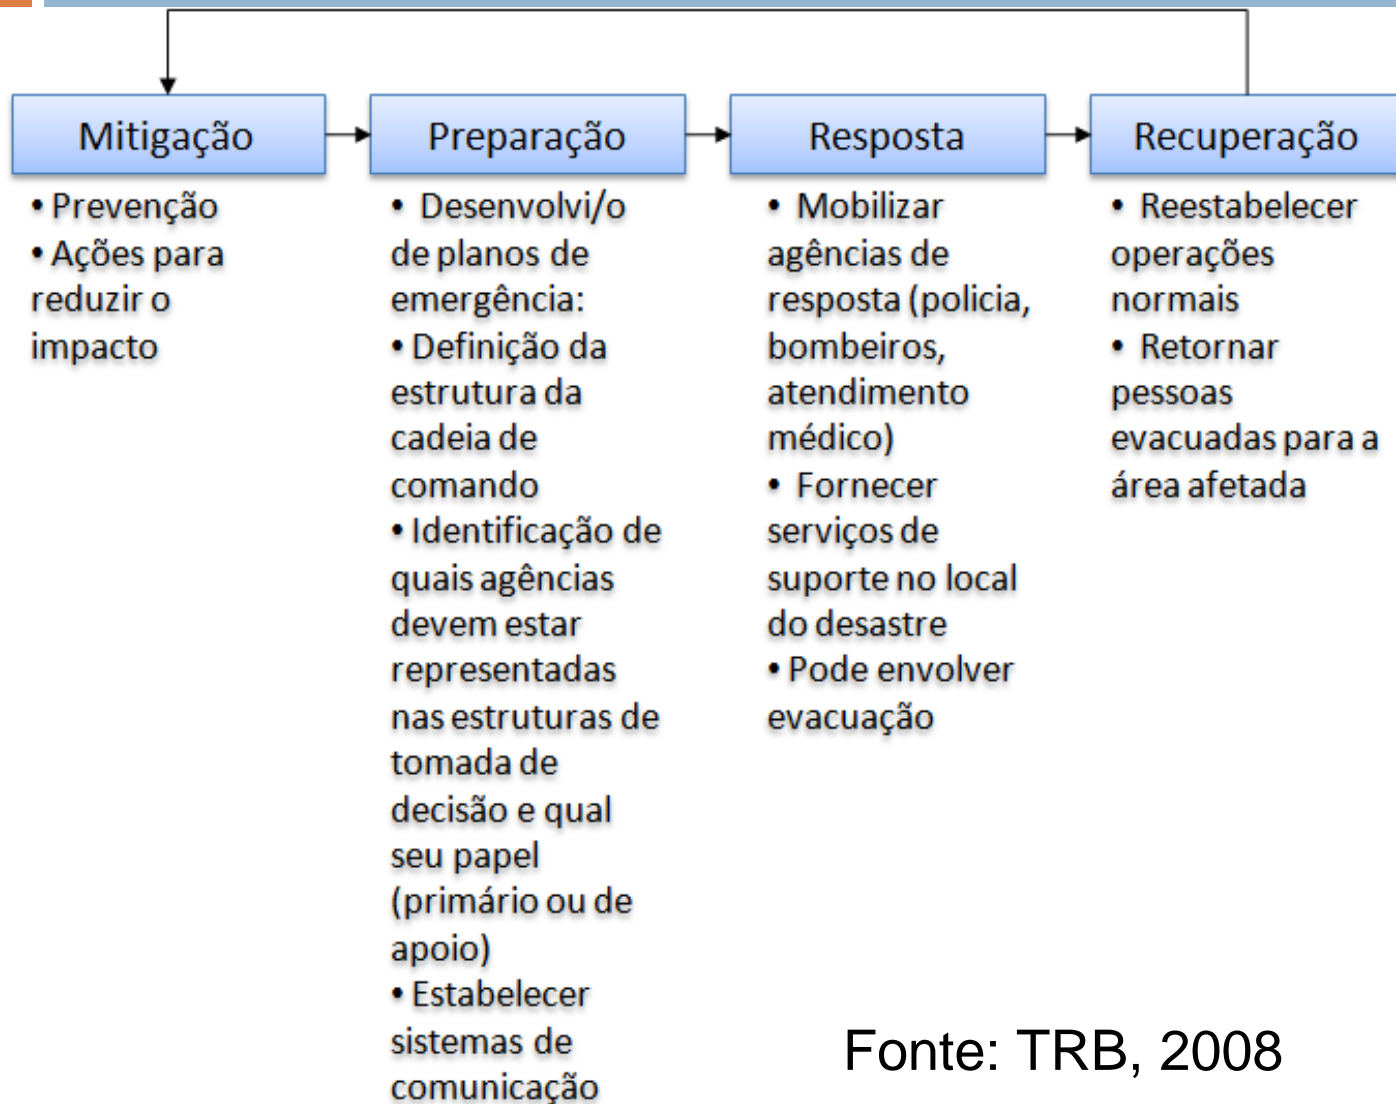 Mitigação
• Prevenção
• Ações para
reduzir o
impacto
Preparação
• Desenvolvi/o
de planos de
emergência:
• Definição da
estrutura da
cadeia de
comando
• Identificação de
quais agências
devem estar
representadas
nas estruturas de
tomada de
decisão e qual
seu papel
(primário ou de
apoio)
• Estabelecer
sistemas de
comunicação
Resposta
• Mobilizar
agências de
resposta (policia,
bombeiros,
atendimento
médico)
• Fornecer
serviços de
suporte no local
do desastre
• Pode envolver
evacuação
Recuperação
• Reestabelecer
operações
normais
• Retornar
pessoas
evacuadas para a
área afetada
Fonte: TRB, 2008